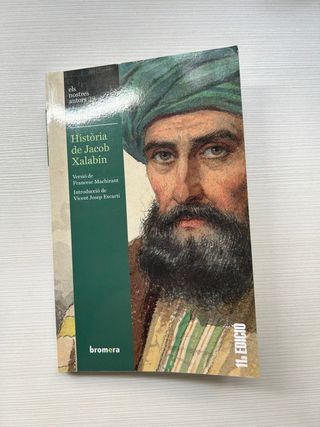 els
nostres
autors
Història
de Jacob
Xalabín
Versió de
Francesc Machirant
Introducció de
Vicent Josep Escartí
bromera
11a EDICIÓ